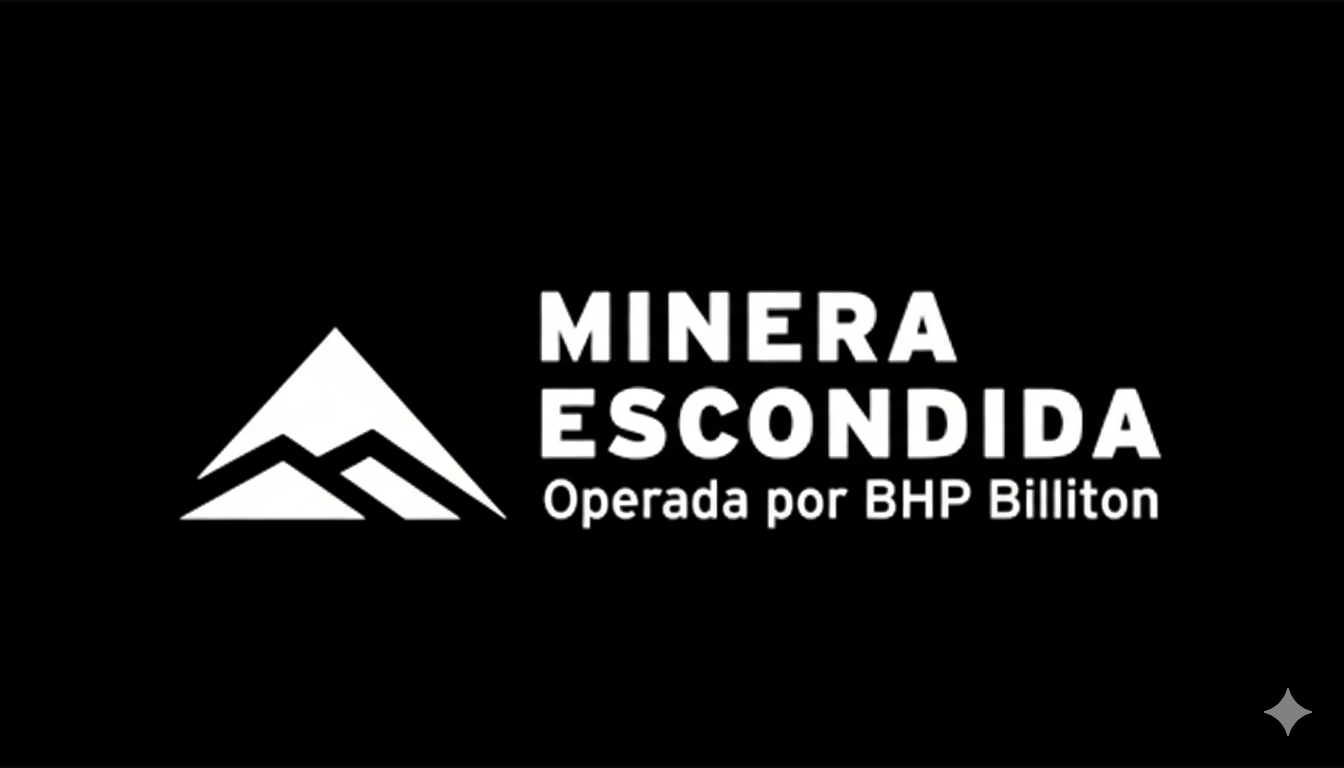 MINERA
ESCONDIDA
Operada por BHP Billiton